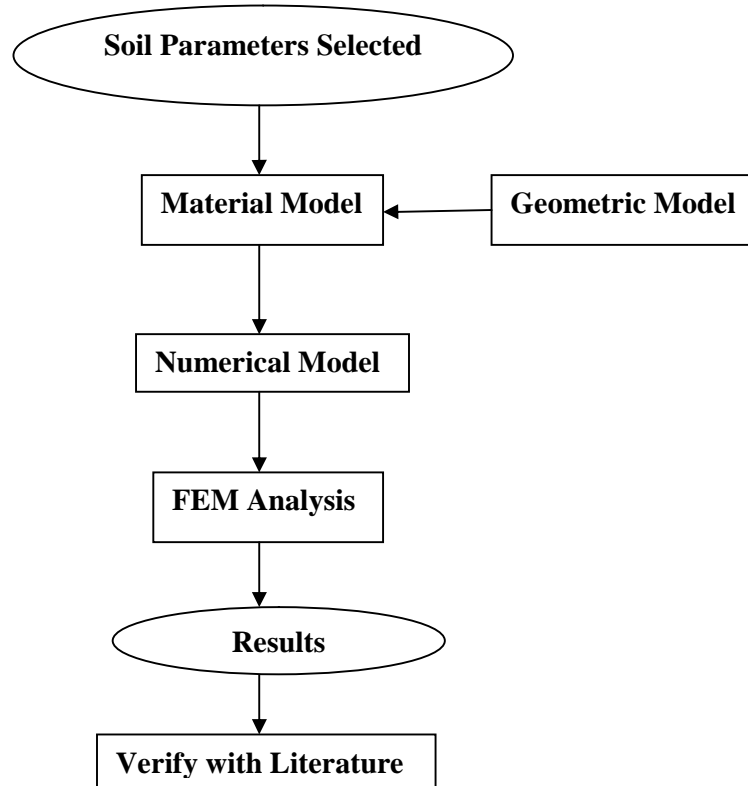 Soil Parameters Selected
Material Model
Geometric Model
Numerical Model
FEM Analysis
Results
Verify with Literature